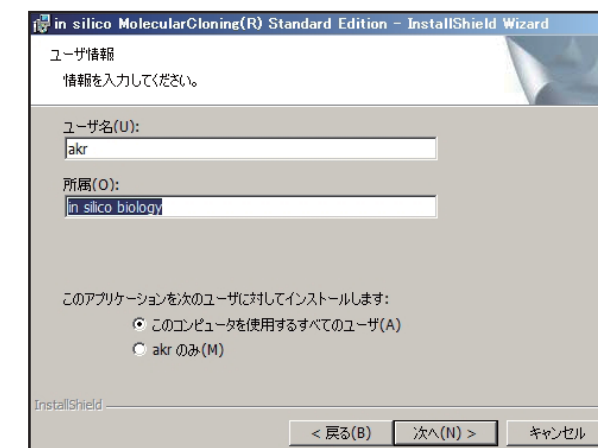 in silico MolecularCloning(R) Standard Edition - InstallShield Wizard
ユーザ情報
情報を入力してください。
ユーザ名(U):
akr
所属(O):
in silico biology
このアプリケーションを次のユーザに対してインストールします:
このコンピュータを使用するすべてのユーザ(A)
akr のみ(M)
InstallShield
< 戻る(B) 次へ(N) > キャンセル